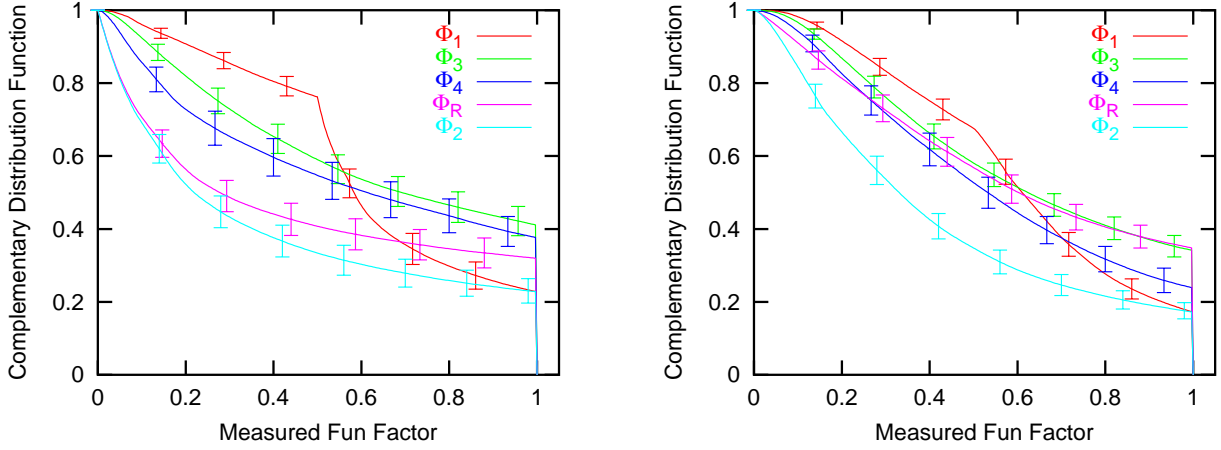 Complementary Distribution Function
1
0.8
0.6
0.4
0.2
0
0 0.2 0.4 0.6 0.8 1
Measured Fun Factor
Φ1
Φ3
Φ4
ΦR
Φ2
Complementary Distribution Function
1
0.8
0.6
0.4
0.2
0
0 0.2 0.4 0.6 0.8 1
Measured Fun Factor
Φ1
Φ3
Φ4
ΦR
Φ2